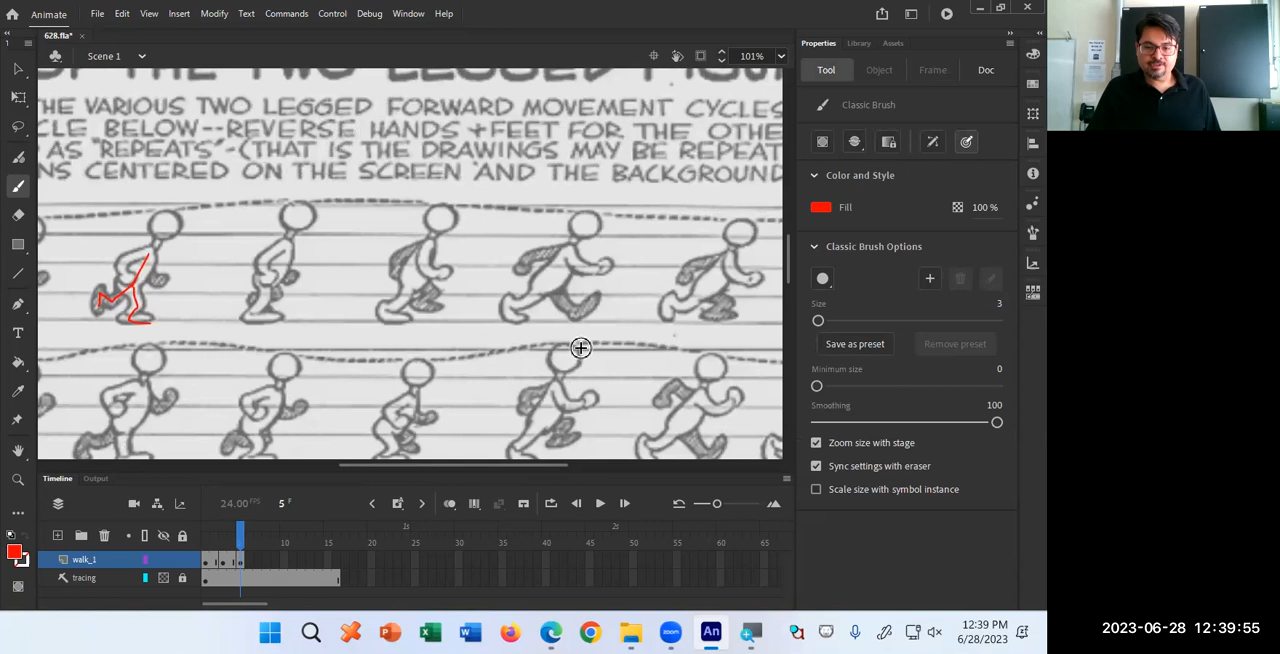 Animate
File
Edit
View
Insert
Modify
Text
Commands
Control
Debug
Window
Help
628.fla*
Scene 1
101%
HE VARIOUS TWO LEGGED FORWARD MOVEMENT CYCLES
CLE BELOW--REVERSE HANDS + FEET FOR THE OTHE
AS "REPEATS"-(THAT IS THE DRAWINGS MAY BE REPEAT
NS CENTERED ON THE SCREEN AND THE BACKGROUND
Properties
Library
Assets
Tool
Object
Frame
Doc
Classic Brush
Color and Style
Fill
100 %
Classic Brush Options
Size
3
Save as preset
Remove preset
Minimum size
0
Smoothing
100
Zoom size with stage
Sync settings with eraser
Scale size with symbol instance
Timeline
Output
24.00 FPS
5 F
1s
2s
10 15 20 25 30 35 40 45 50 55 60 65
walk_1
tracing
12:39 PM
6/28/2023
2023-06-28 12:39:55